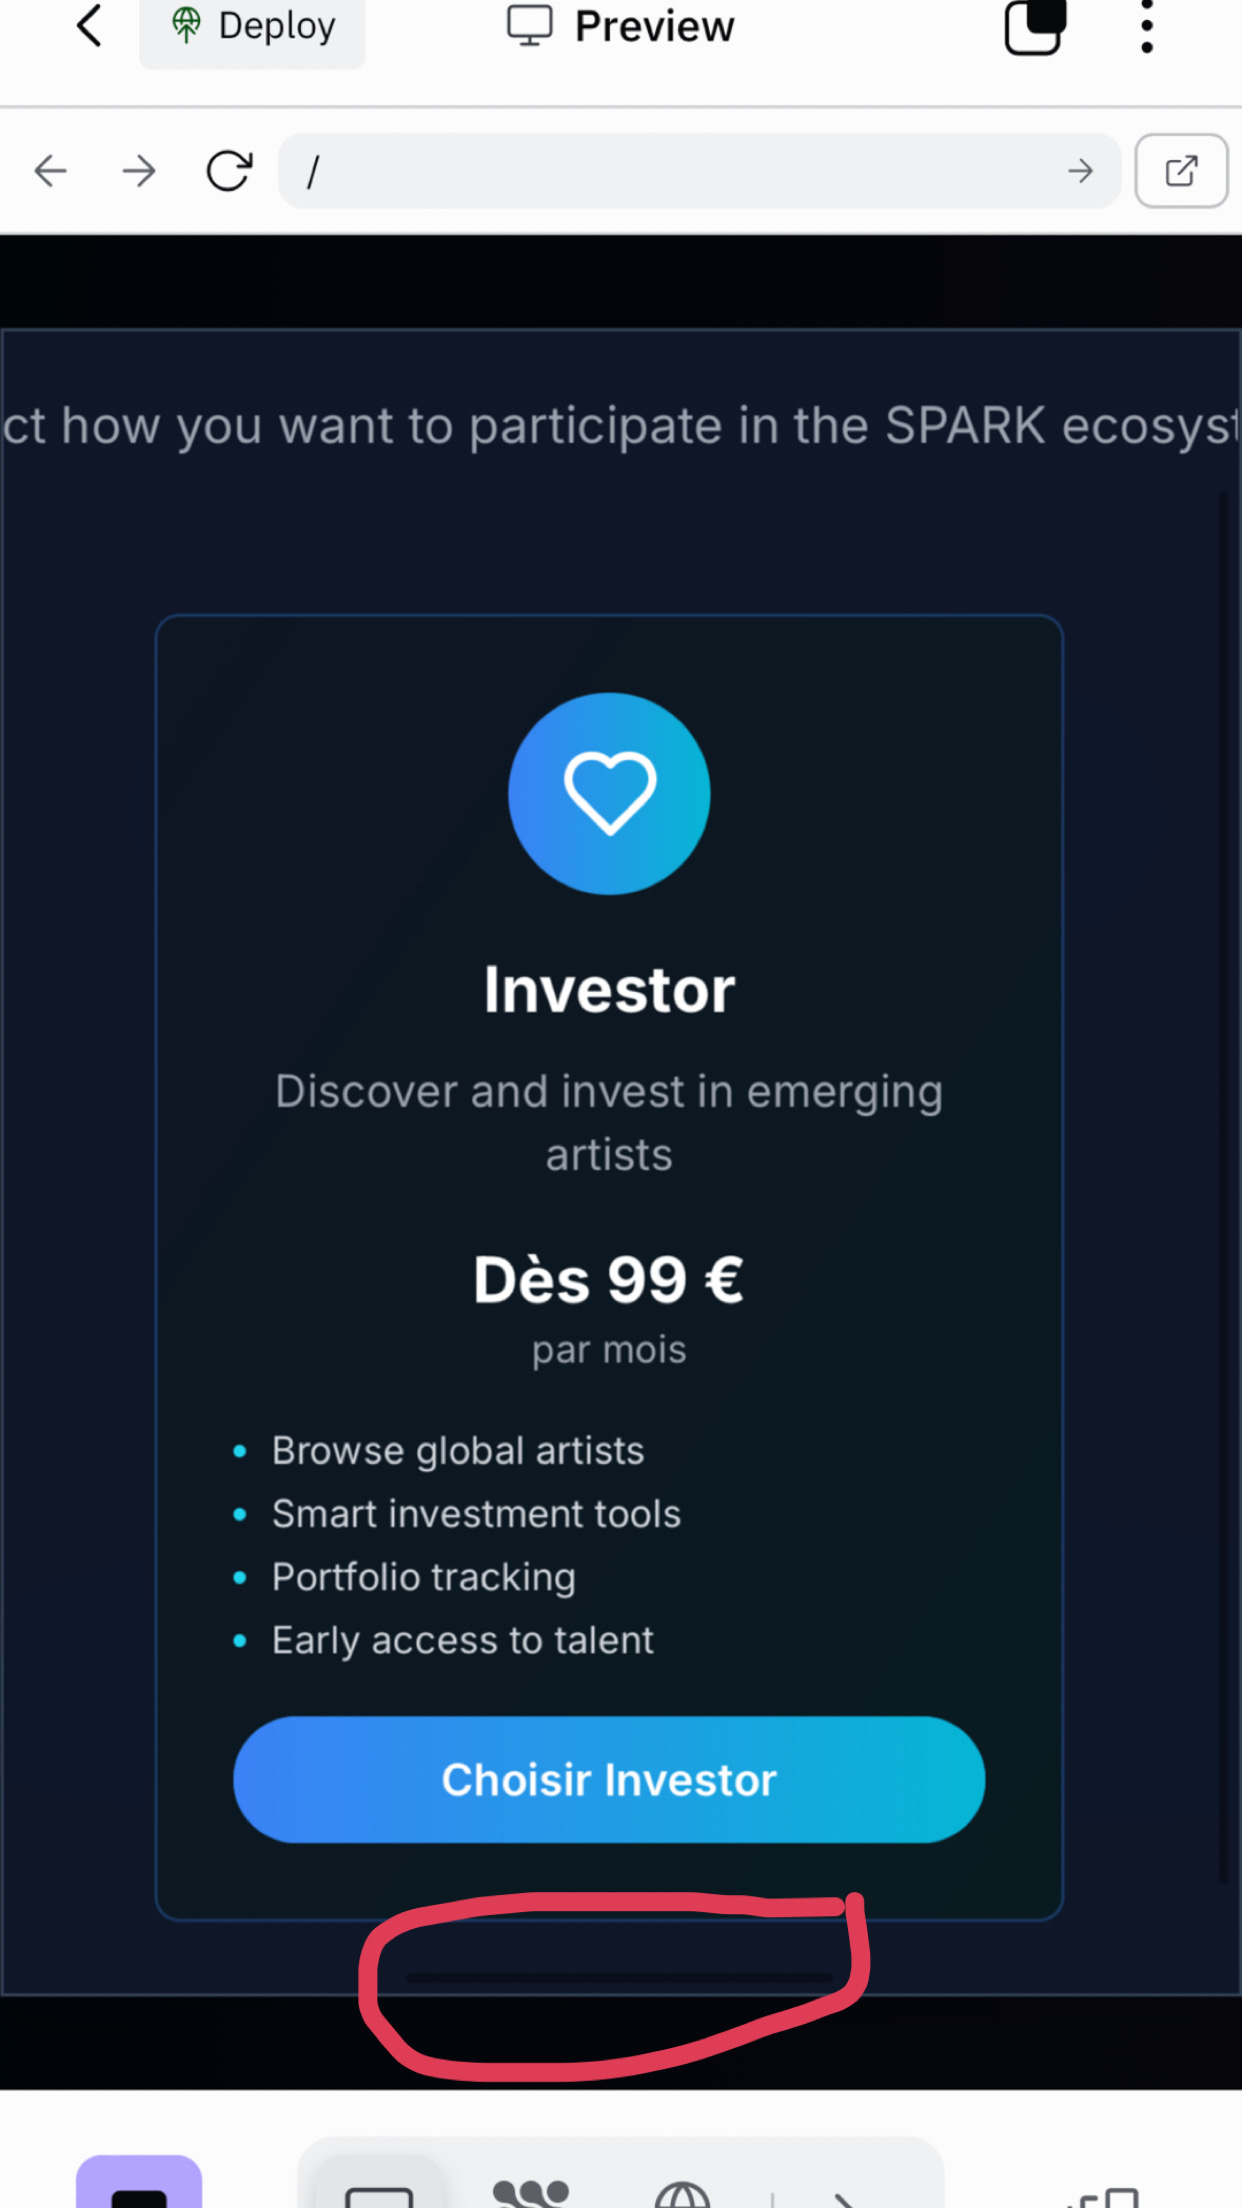 Deploy
Preview
/
ct how you want to participate in the SPARK ecosyst
Investor
Discover and invest in emerging
artists
Dès 99 €
par mois
Browse global artists
Smart investment tools
Portfolio tracking
Early access to talent
Choisir Investor